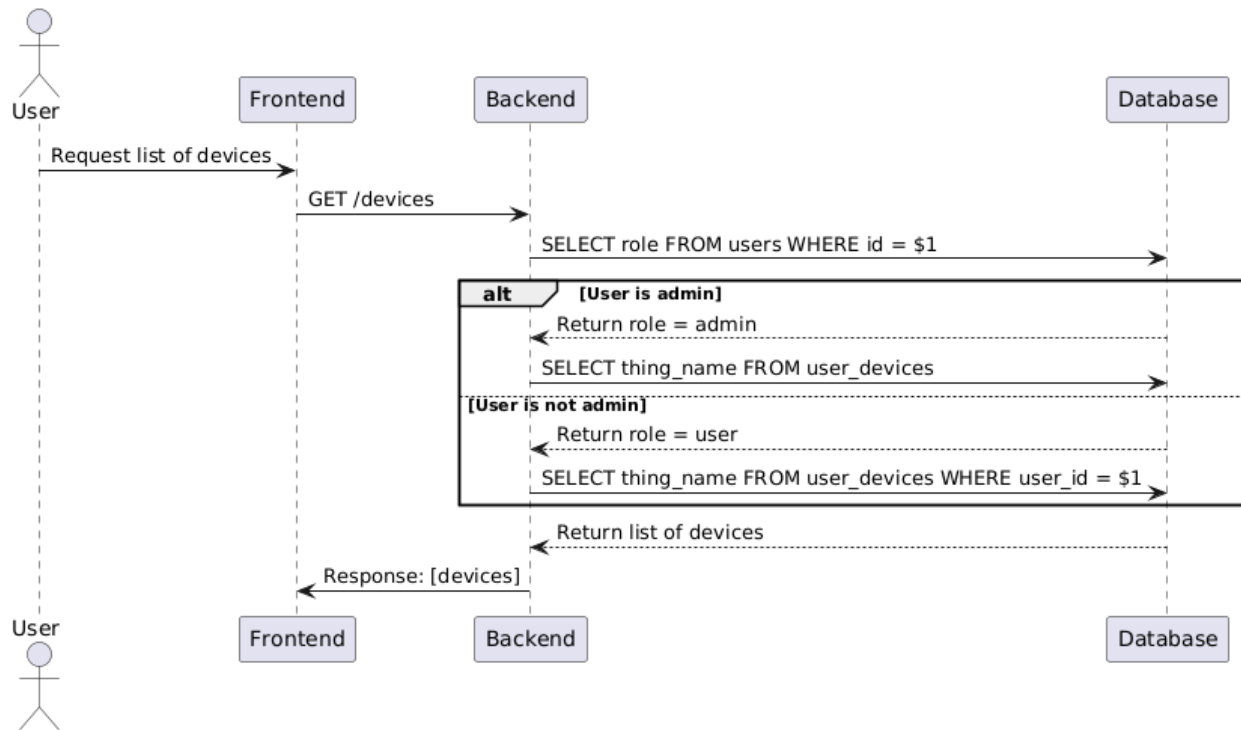 User
Frontend
Backend
Database
Request list of devices
GET /devices
SELECT role FROM users WHERE id = $1
alt [User is admin]
Return role = admin
SELECT thing_name FROM user_devices
[User is not admin]
Return role = user
SELECT thing_name FROM user_devices WHERE user_id = $1
Return list of devices
Response: [devices]
User
Frontend
Backend
Database